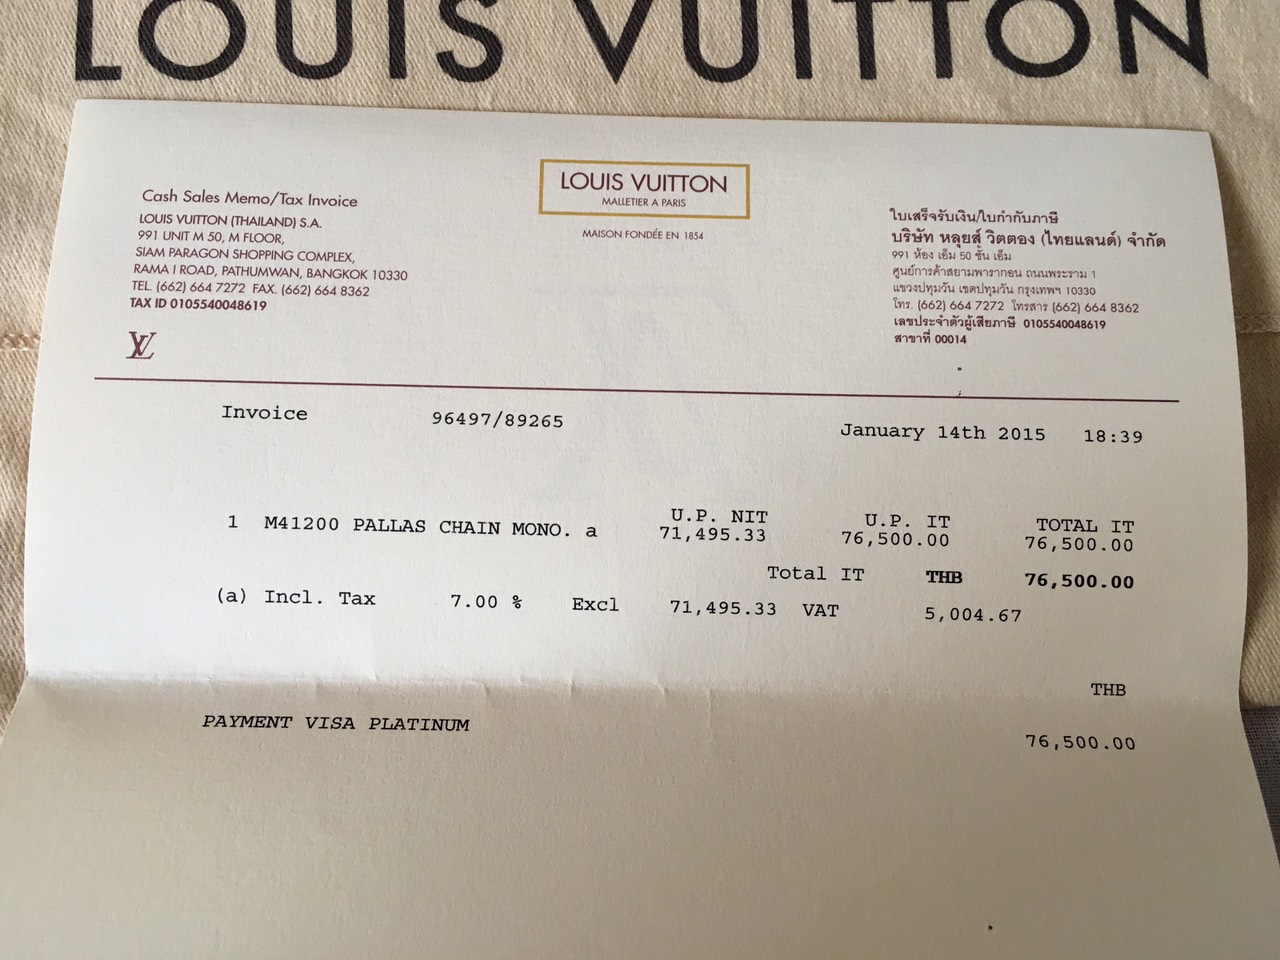 LOUIS VUITTON
LOUIS VUITTON
MALLETIER A PARIS
MAISON FONDÉE EN 1854
Cash Sales Memo/Tax Invoice
LOUIS VUITTON (THAILAND) S.A.
991 UNIT M 50, M FLOOR,
SIAM PARAGON SHOPPING COMPLEX,
RAMA I ROAD, PATHUMWAN, BANGKOK 10330
TEL. (662) 664 7272 FAX. (662) 664 8362
TAX ID 0105540048619
LV
ใบเสร็จรับเงิน/ใบกำกับภาษี
บริษัท หลุยส์ วิตตอง (ไทยแลนด์) จำกัด
991 ห้อง เอ็ม 50 ชั้น เอ็ม
ศูนย์การค้าสยามพารากอน ถนนพระราม 1
แขวงปทุมวัน เขตปทุมวัน กรุงเทพฯ 10330
โทร. (662) 664 7272 โทรสาร (662) 664 8362
เลขประจำตัวผู้เสียภาษี 0105540048619
สาขาที่ 00014
Invoice 96497/89265 January 14th 2015 18:39
U.P. NIT U.P. IT TOTAL IT
1 M41200 PALLAS CHAIN MONO. a 71,495.33 76,500.00 76,500.00
Total IT THB 76,500.00
(a) Incl. Tax 7.00 % Excl 71,495.33 VAT 5,004.67
THB
PAYMENT VISA PLATINUM 76,500.00